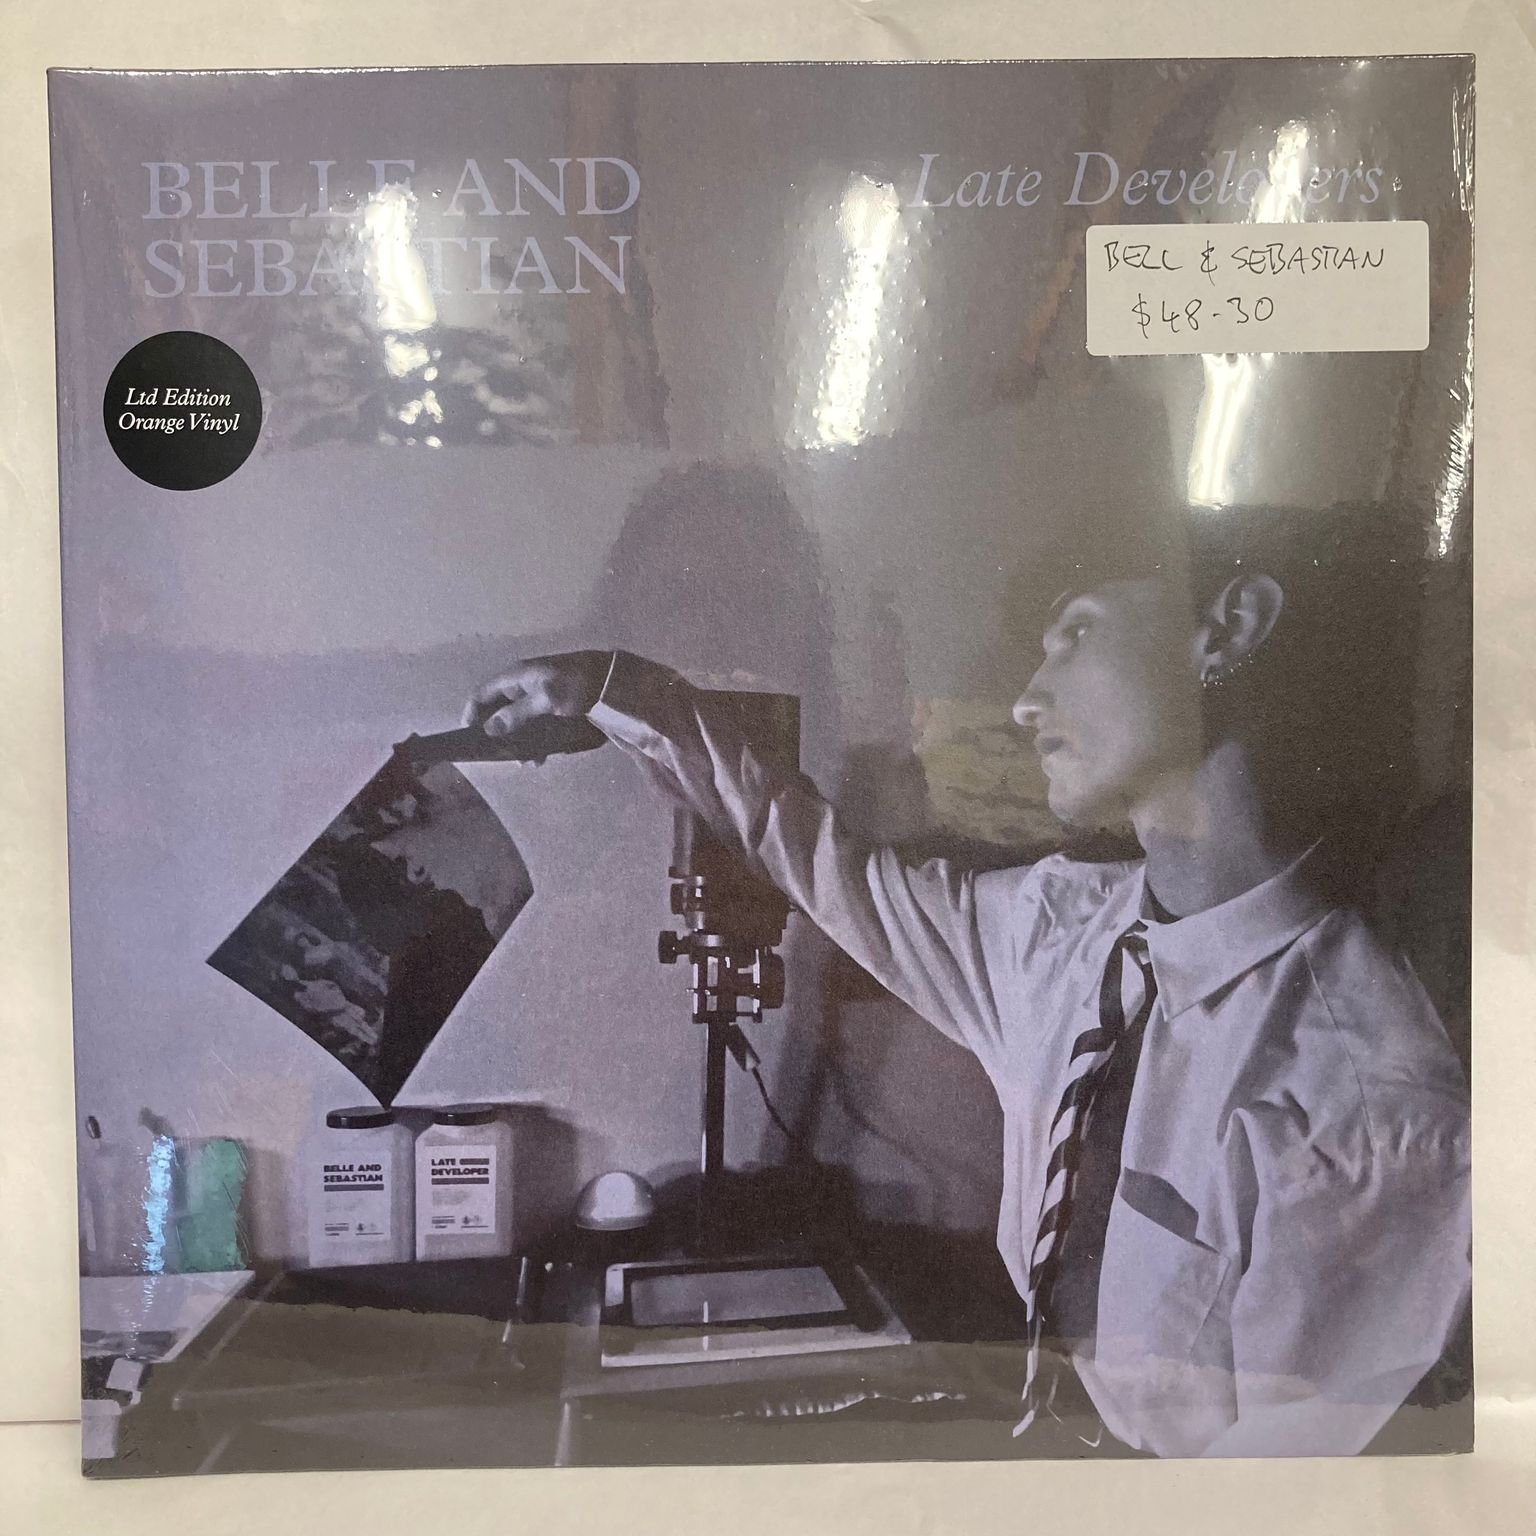 BELLE AND
SEBASTIAN
Late Developers
BELL & SEBASTIAN
$48-30
Ltd Edition
Orange Vinyl
BELLE AND
SEBASTIAN
LATE
DEVELOPER